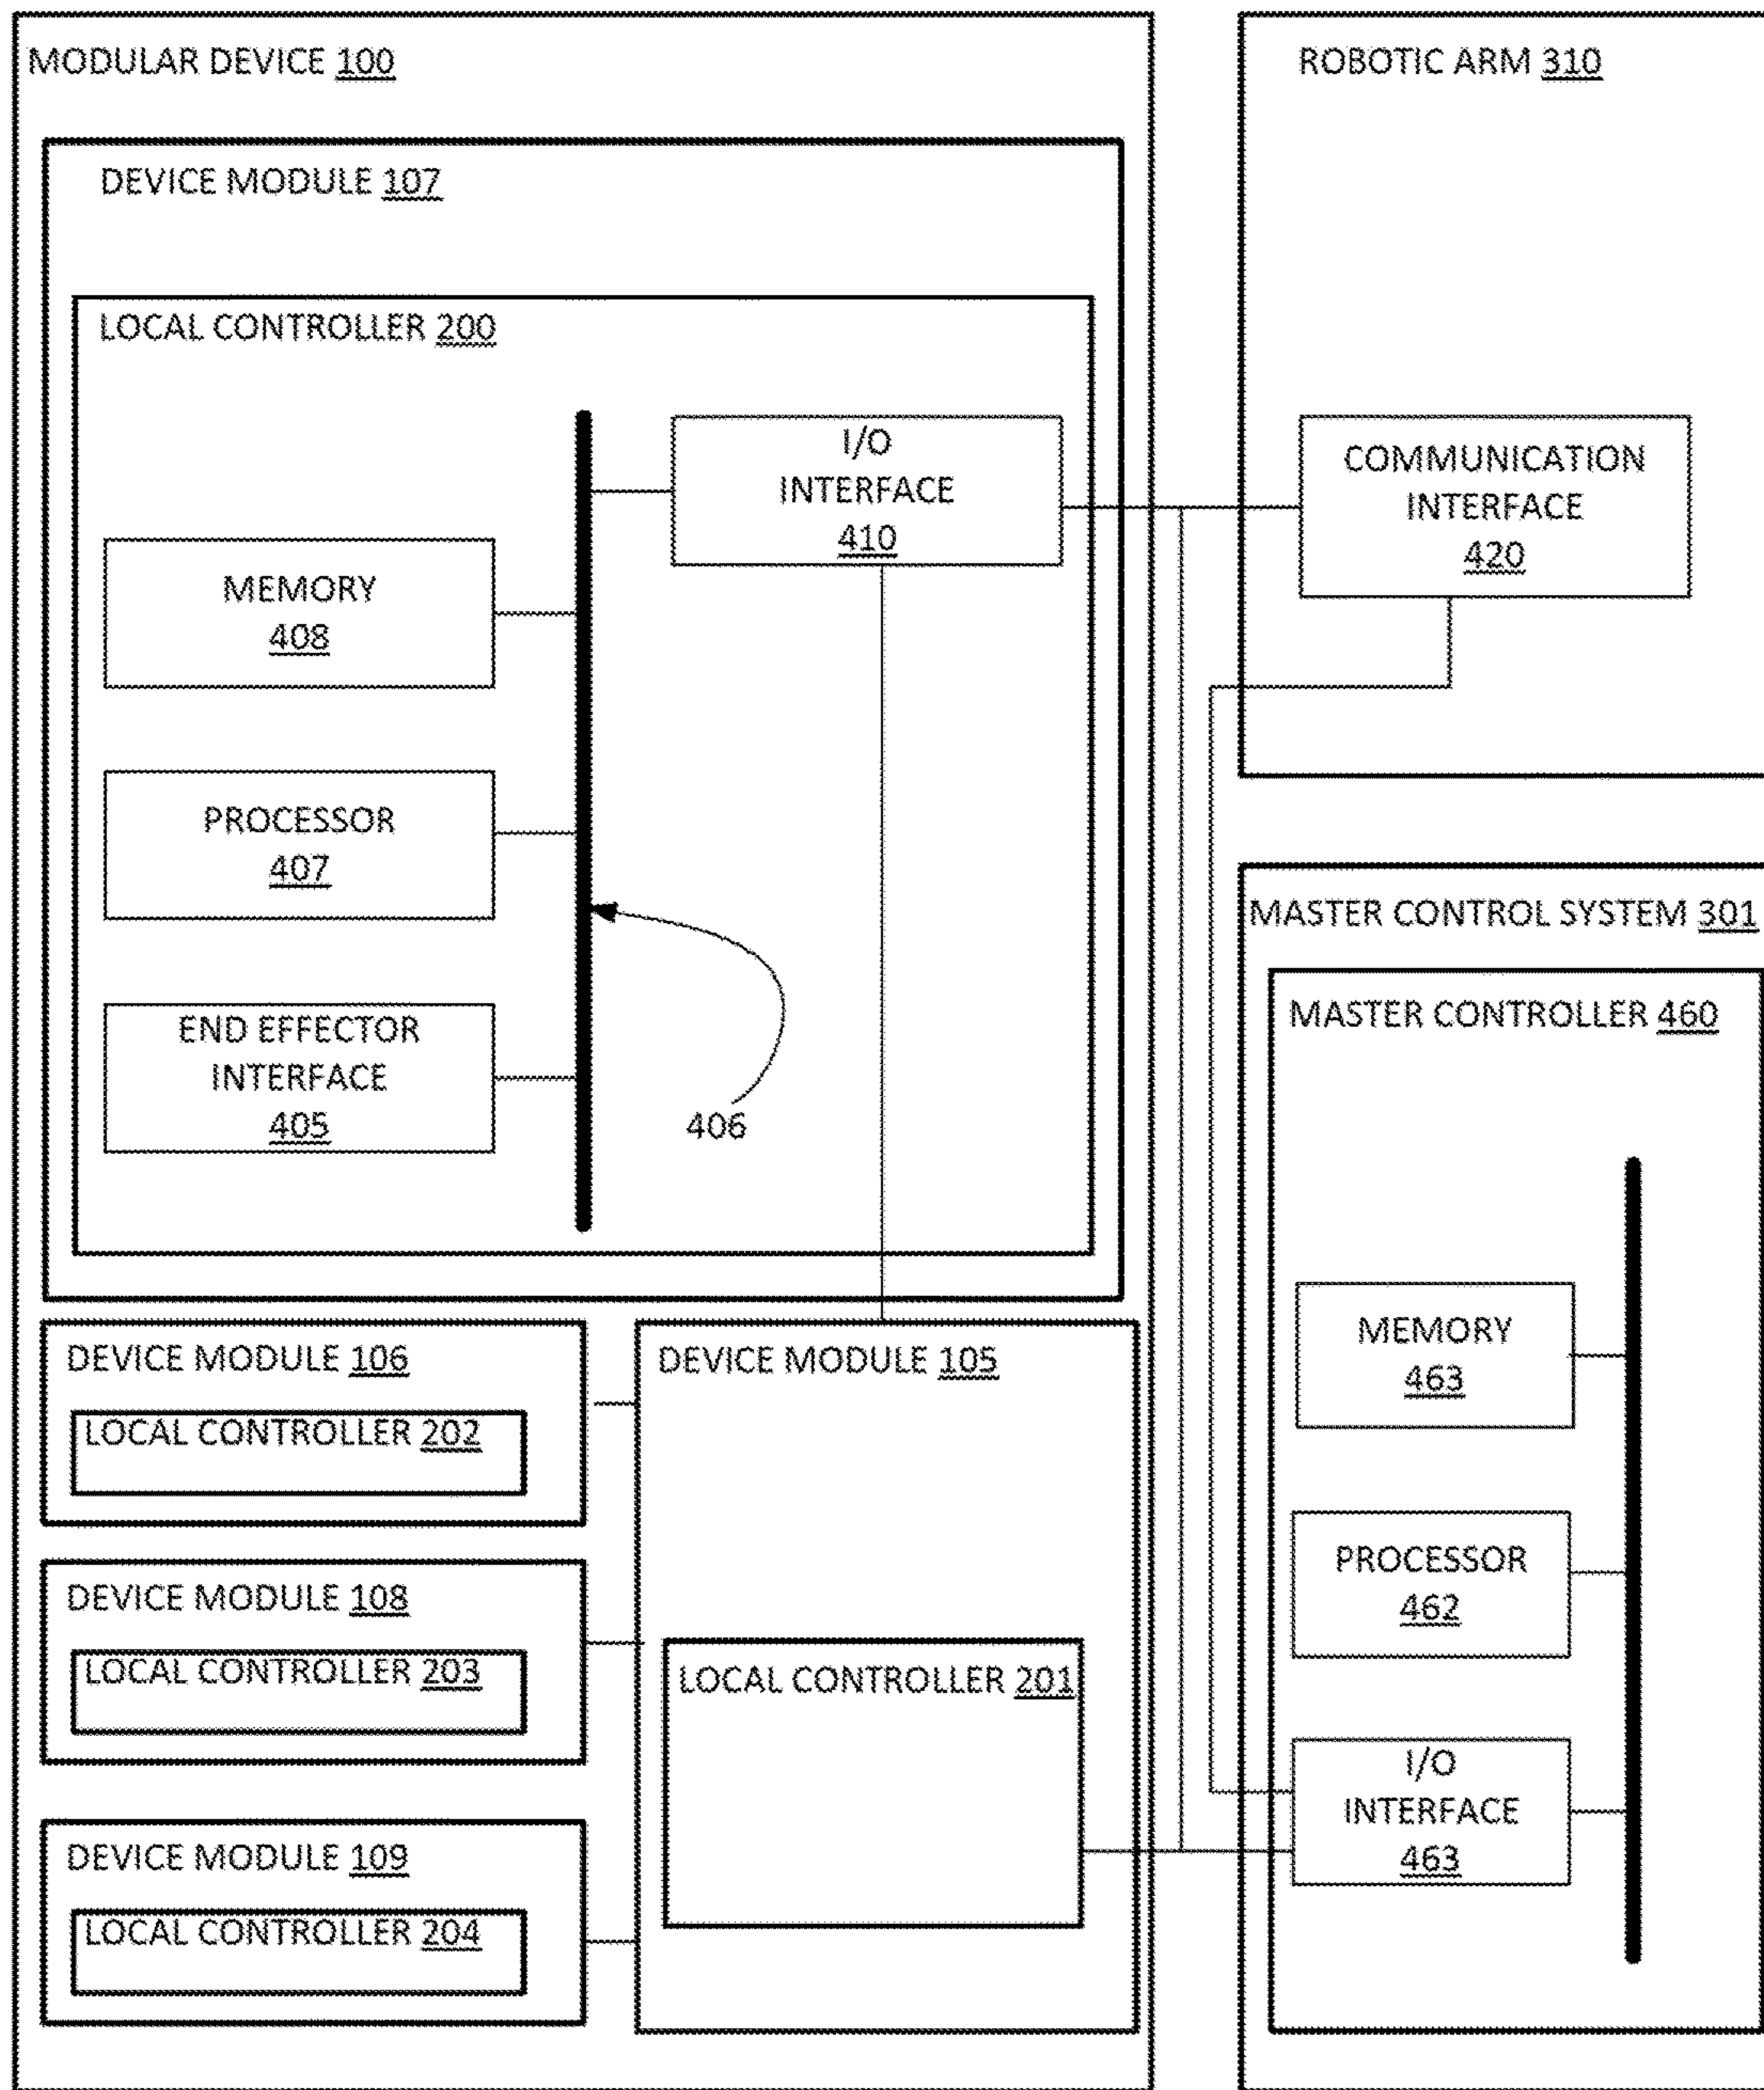 MODULAR DEVICE 100
DEVICE MODULE 107
LOCAL CONTROLLER 200
I/O
INTERFACE
410
MEMORY
408
PROCESSOR
407
END EFFECTOR
INTERFACE
405
406
DEVICE MODULE 106
LOCAL CONTROLLER 202
DEVICE MODULE 108
LOCAL CONTROLLER 203
DEVICE MODULE 109
LOCAL CONTROLLER 204
DEVICE MODULE 105
LOCAL CONTROLLER 201
ROBOTIC ARM 310
COMMUNICATION
INTERFACE
420
MASTER CONTROL SYSTEM 301
MASTER CONTROLLER 460
MEMORY
463
PROCESSOR
462
I/O
INTERFACE
463